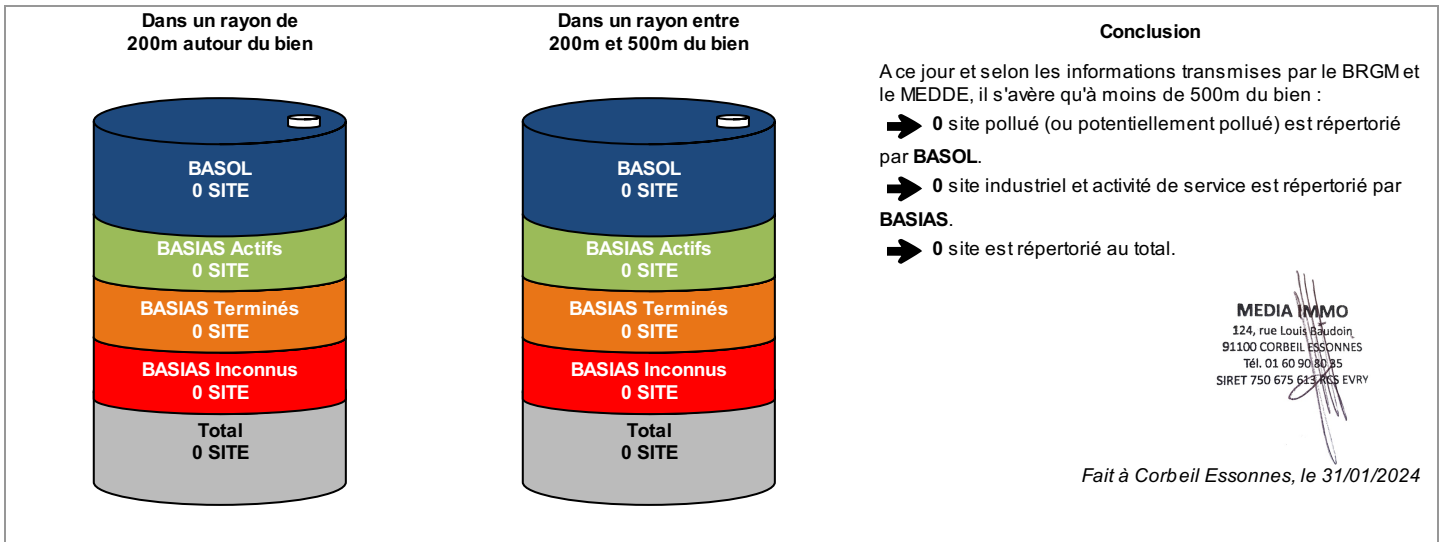 Dans un rayon de
200m autour du bien
BASOL
0 SITE
BASIAS Actifs
0 SITE
BASIAS Terminés
0 SITE
BASIAS Inconnus
0 SITE
Total
0 SITE
Dans un rayon entre
200m et 500m du bien
BASOL
0 SITE
BASIAS Actifs
0 SITE
BASIAS Terminés
0 SITE
BASIAS Inconnus
0 SITE
Total
0 SITE
Conclusion
A ce jour et selon les informations transmises par le BRGM et
le MEDDE, il s'avère qu'à moins de 500m du bien :
0 site pollué (ou potentiellement pollué) est répertorié
par BASOL.
0 site industriel et activité de service est répertorié par
BASIAS.
0 site est répertorié au total.
MEDIA IMMO
124, rue Louis Baudoin
91100 CORBEIL ESSONNES
Tél. 01 60 90 80 85
SIRET 750 675 613 RCS EVRY
Fait à Corbeil Essonnes, le 31/01/2024